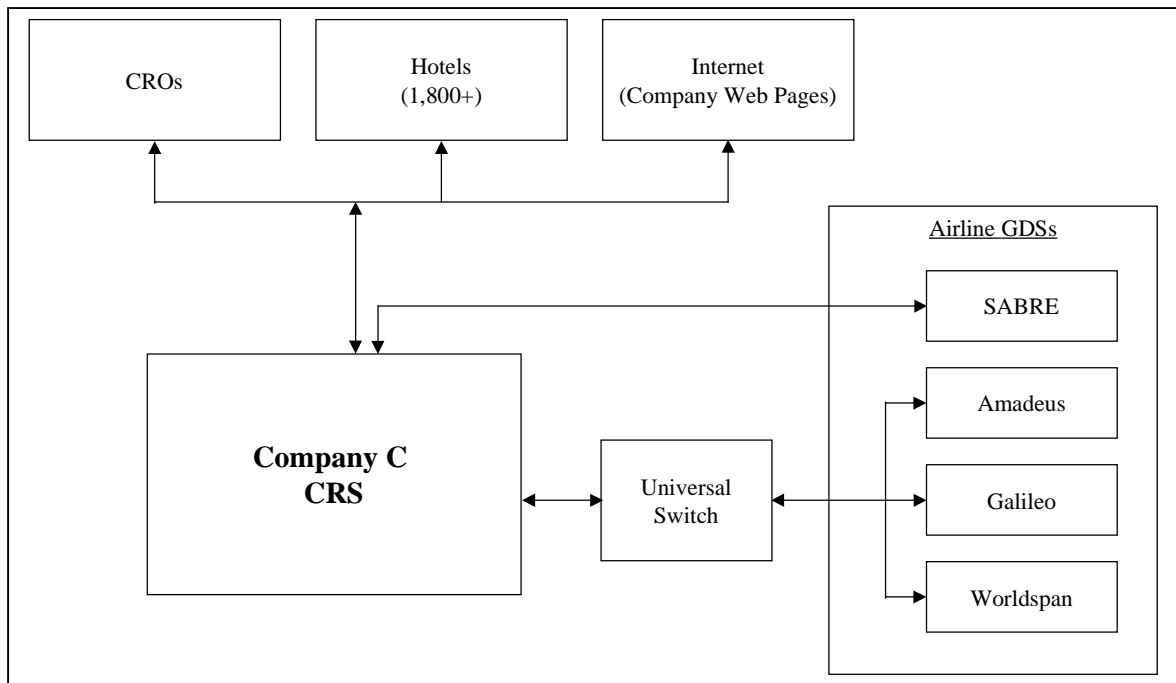 CROs
Hotels
(1,800+)
Internet
(Company Web Pages)
Airline GDSs
SABRE
Amadeus
Company C
CRS
Universal
Switch
Galileo
Worldspan